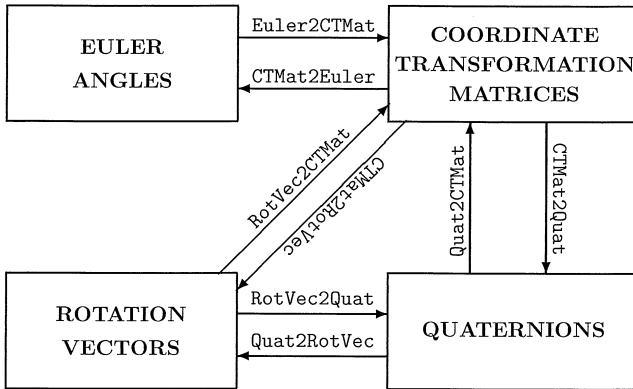 EULER
ANGLES
Euler2CTMat
CTMat2Euler
COORDINATE
TRANSFORMATION
MATRICES
RotVec2CTMat
CTMat2RotVec
Quat2CTMat
CTMat2Quat
ROTATION
VECTORS
RotVec2Quat
Quat2RotVec
QUATERNIONS